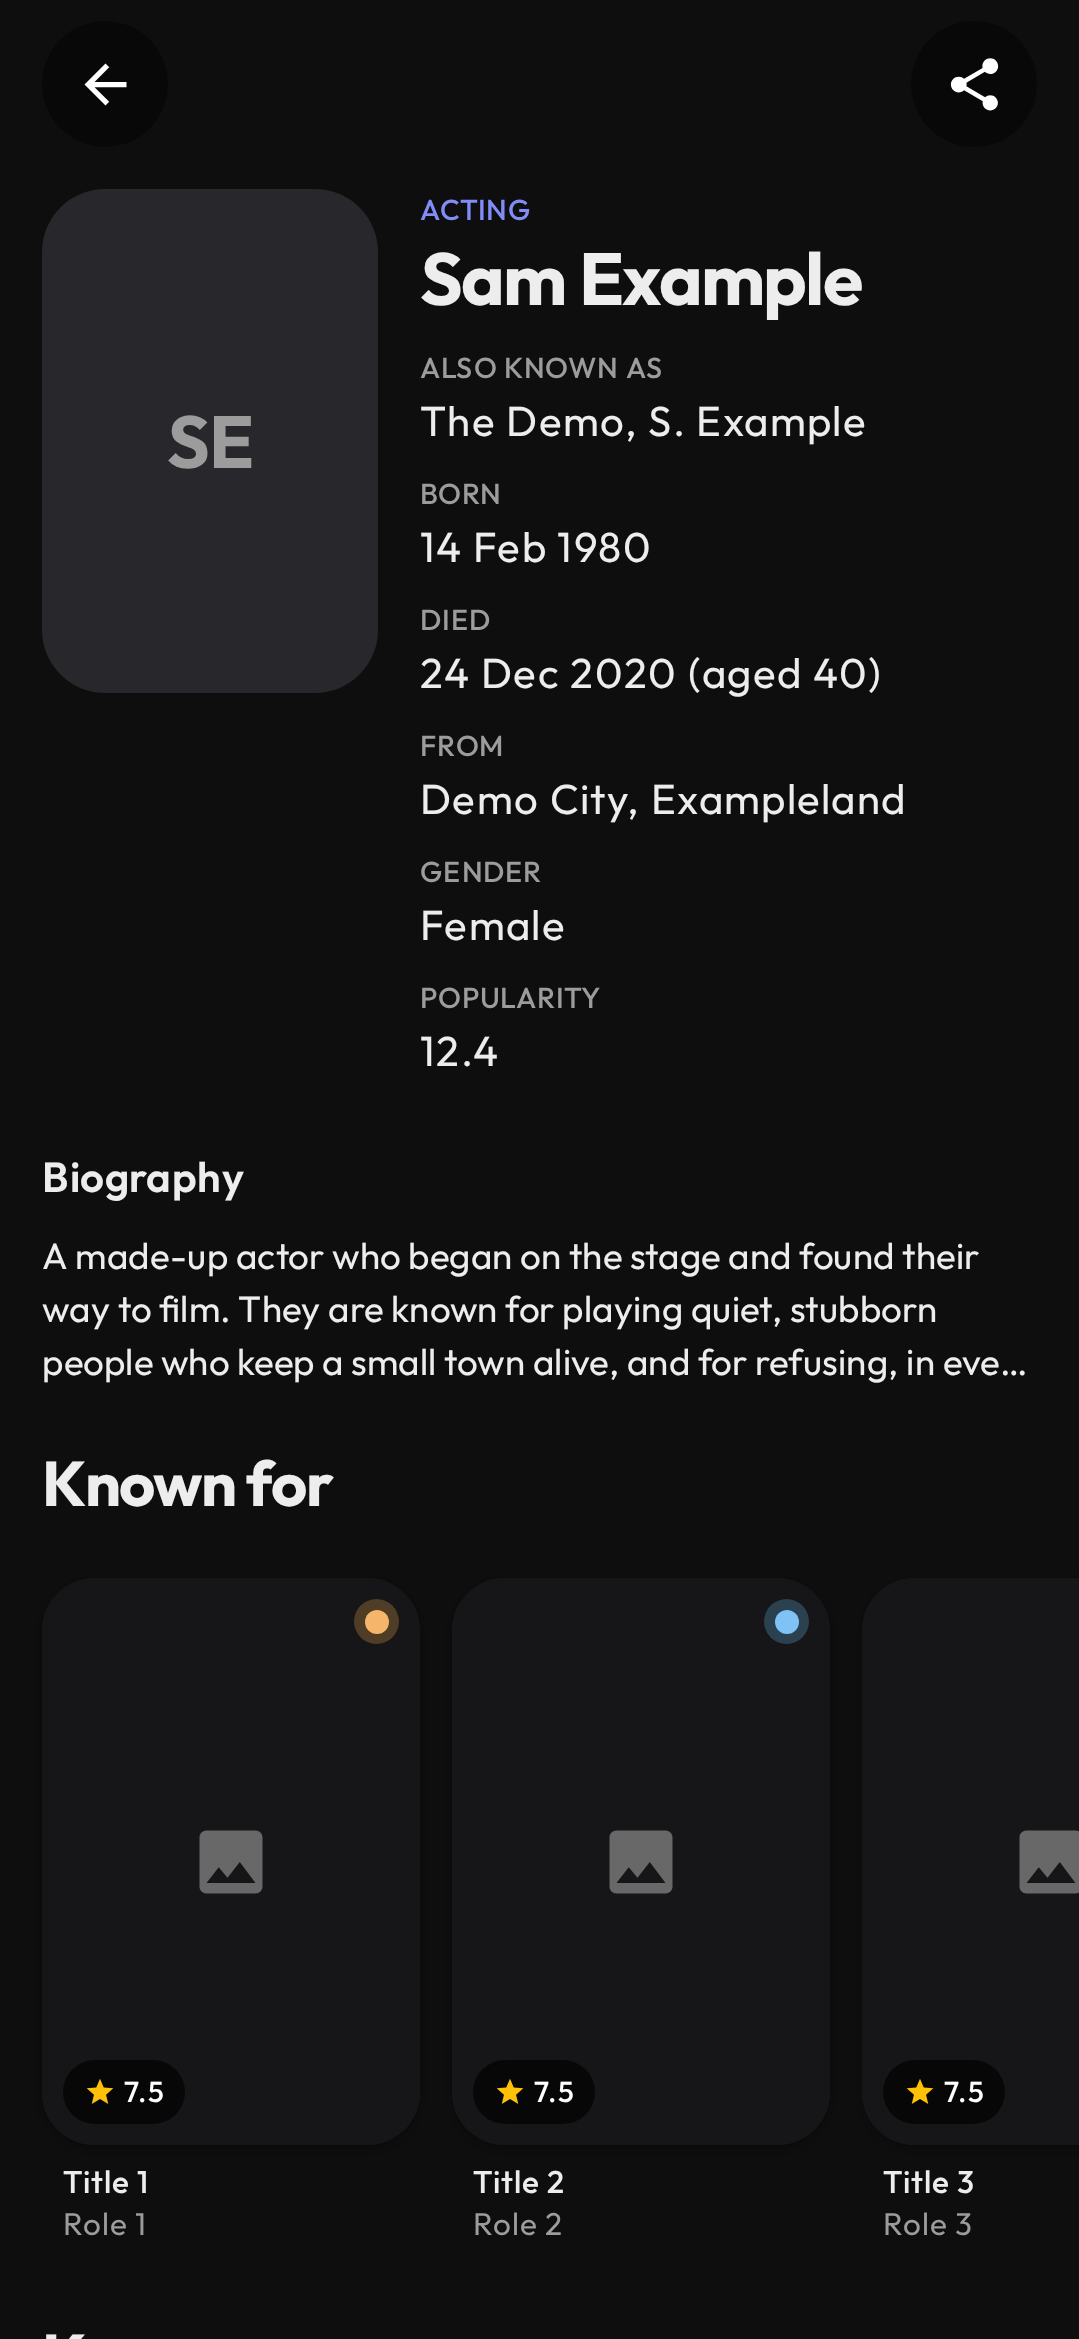 ACTING
Sam Example
SE
ALSO KNOWN AS
The Demo, S. Example
BORN
14 Feb 1980
DIED
24 Dec 2020 (aged 40)
FROM
Demo City, Exampleland
GENDER
Female
POPULARITY
12.4
Biography
A made-up actor who began on the stage and found their
way to film. They are known for playing quiet, stubborn
people who keep a small town alive, and for refusing, in eve…
Known for
7.5
7.5
7.5
Title 1
Role 1
Title 2
Role 2
Title 3
Role 3